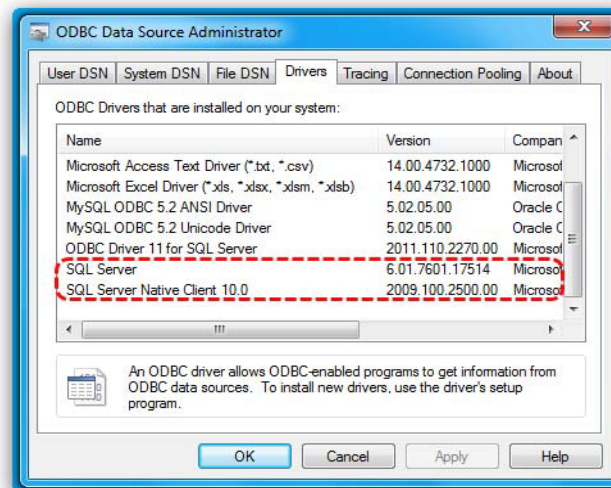 ODBC Data Source Administrator
User DSN System DSN File DSN Drivers Tracing Connection Pooling About
ODBC Drivers that are installed on your system:
Name Version Compan
Microsoft Access Text Driver (*.txt, *.csv) 14.00.4732.1000 Microsof
Microsoft Excel Driver (*.xls, *.xlsx, *.xlsm, *.xlsb) 14.00.4732.1000 Microsof
MySQL ODBC 5.2 ANSI Driver 5.02.05.00 Oracle C
MySQL ODBC 5.2 Unicode Driver 5.02.05.00 Oracle C
ODBC Driver 11 for SQL Server 2011.110.2270.00 Microsof
SQL Server 6.01.7601.17514 Microsof
SQL Server Native Client 10.0 2009.100.2500.00 Microsof
An ODBC driver allows ODBC-enabled programs to get information from
ODBC data sources. To install new drivers, use the driver's setup
program.
OK Cancel Apply Help